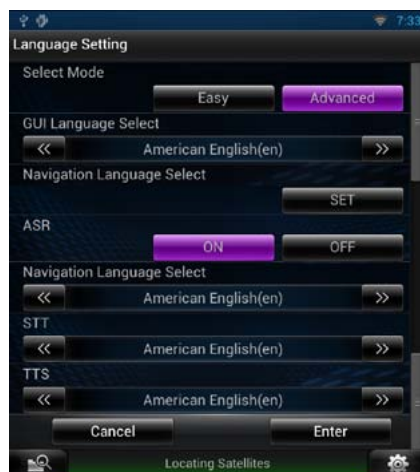 7:33
Language Setting
Select Mode
Easy Advanced
GUI Language Select
« American English(en) »
Navigation Language Select
SET
ASR
ON OFF
Navigation Language Select
« American English(en) »
STT
« American English(en) »
TTS
« American English(en) »
Cancel Enter
Locating Satellites